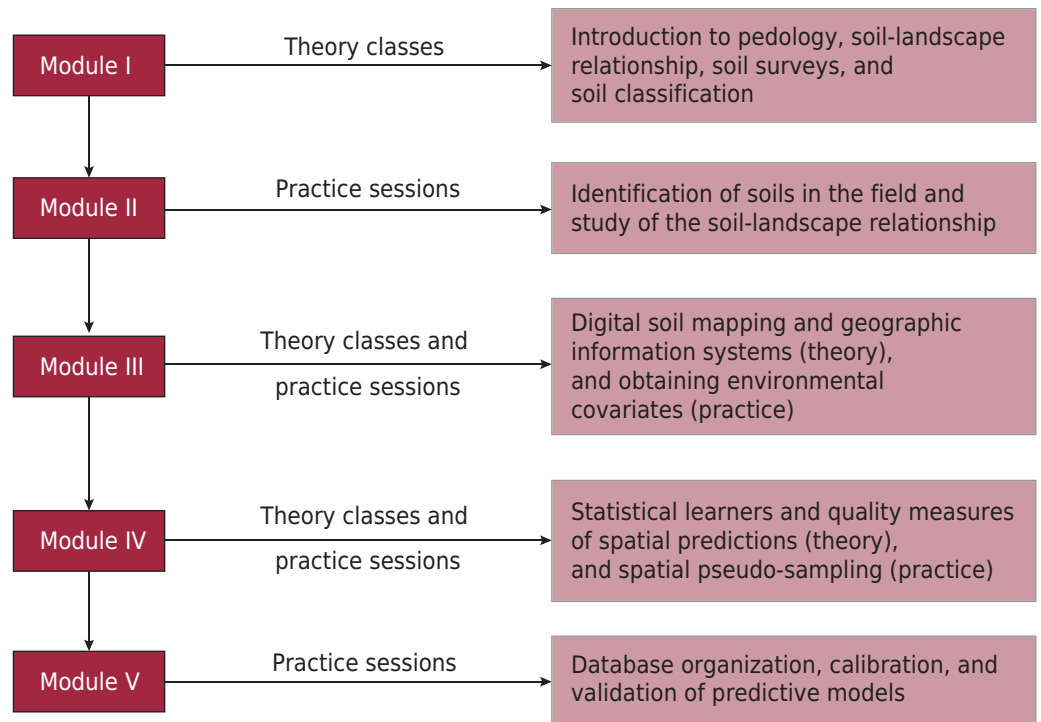 Module I
Theory classes
Introduction to pedology, soil-landscape
relationship, soil surveys, and
soil classification
Module II
Practice sessions
Identification of soils in the field and
study of the soil-landscape relationship
Module III
Theory classes and
practice sessions
Digital soil mapping and geographic
information systems (theory),
and obtaining environmental
covariates (practice)
Module IV
Theory classes and
practice sessions
Statistical learners and quality measures
of spatial predictions (theory),
and spatial pseudo-sampling (practice)
Module V
Practice sessions
Database organization, calibration, and
validation of predictive models